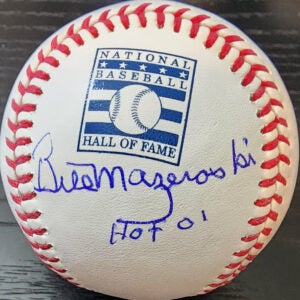 NATIONAL
BASEBALL
HALL OF FAME
Bill Mazeroski
HOF 01